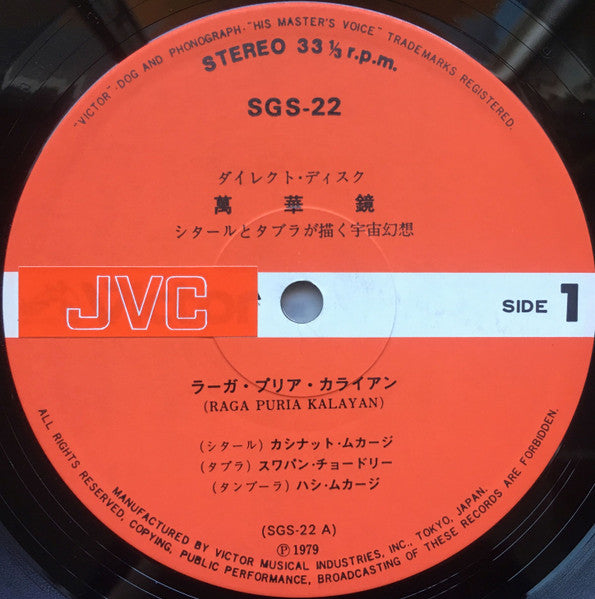 "VICTOR"-DOG AND PHONOGRAPH-"HIS MASTER'S VOICE" TRADEMARKS REGISTERED.
STEREO 33 ⅓ r.p.m.
SGS-22
ダイレクト・ディスク
萬華鏡
シタールとタブラが描く宇宙幻想
JVC
SIDE 1
ラーガ・プリア・カライアン
(RAGA PURIA KALAYAN)
(シタール) カシナット・ムカージ
(タブラ) スワパン・チョードリー
(タンブーラ) ハシ・ムカージ
(SGS-22 A)
Ⓟ 1979
MANUFACTURED BY VICTOR MUSICAL INDUSTRIES, INC., TOKYO, JAPAN.
ALL RIGHTS RESERVED, COPYING, PUBLIC PERFORMANCE, BROADCASTING OF THESE RECORDS ARE FORBIDDEN.